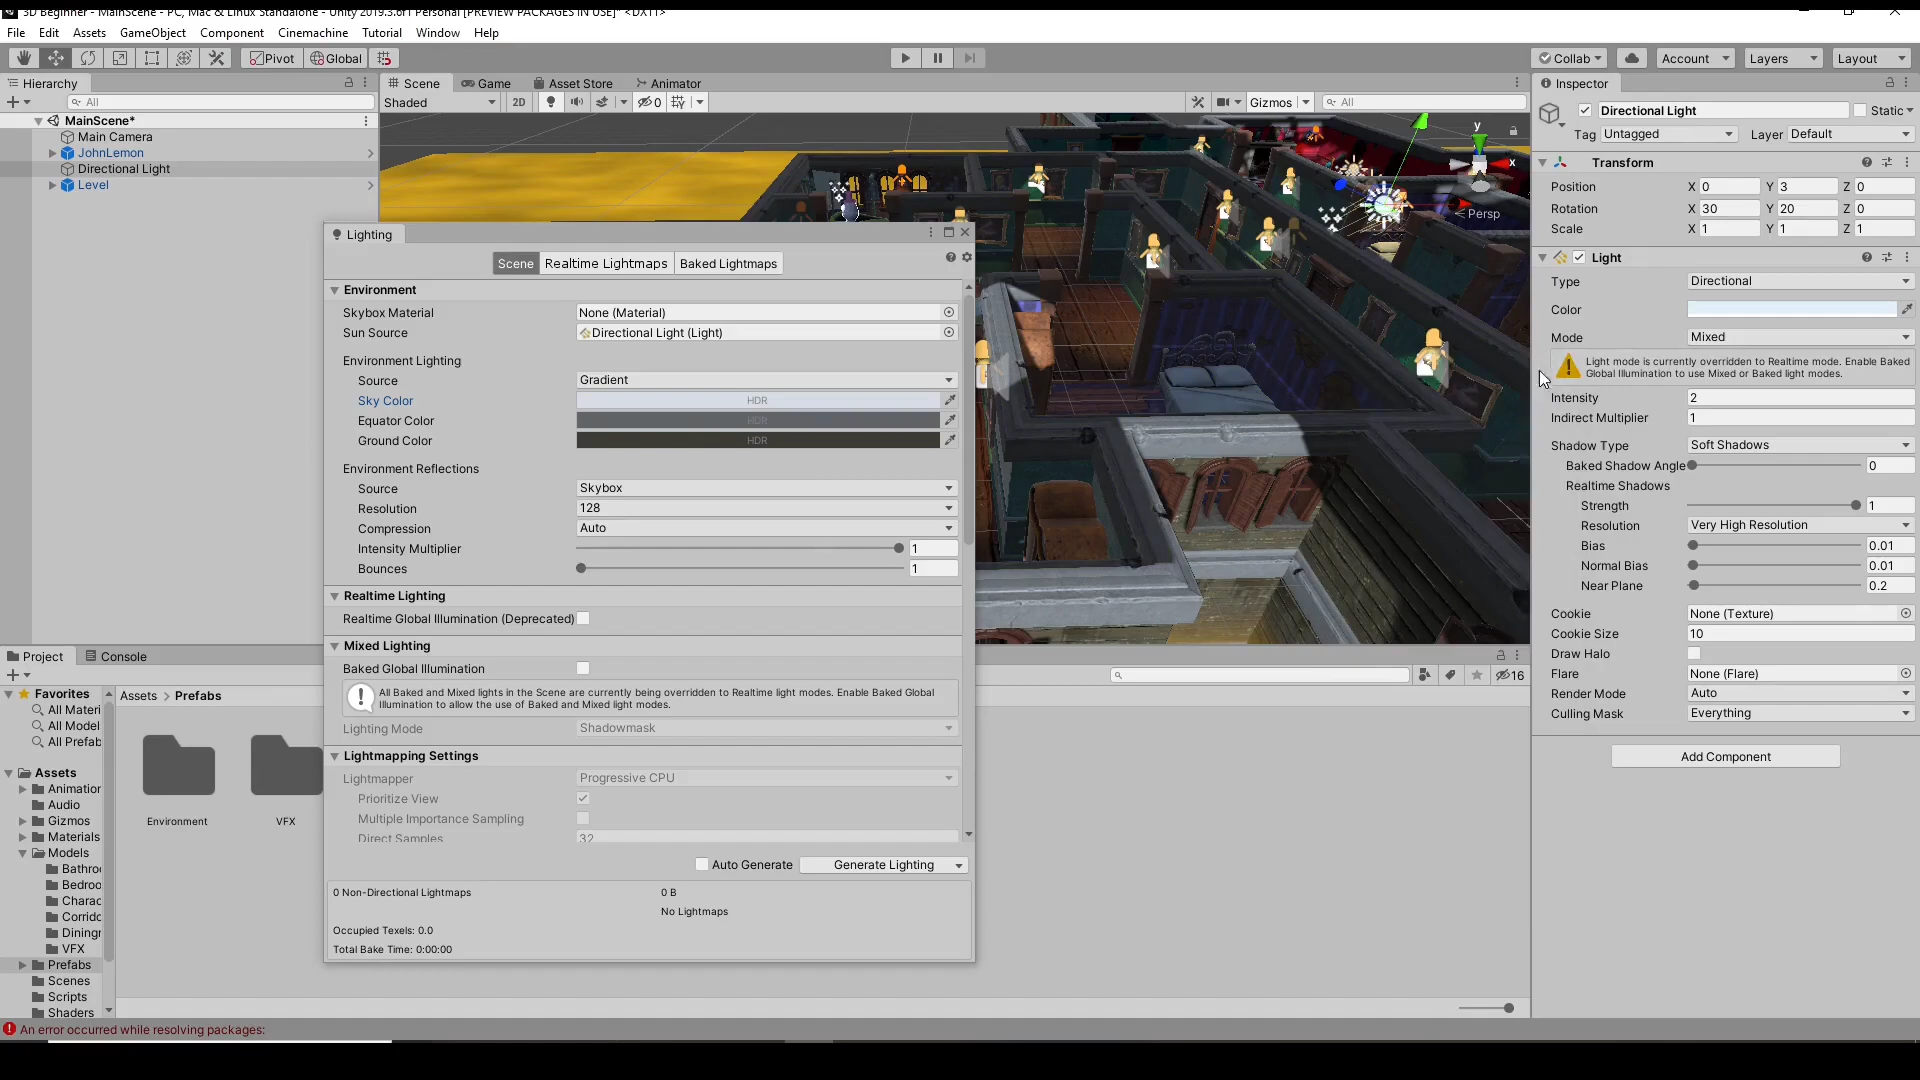 3D Beginner - MainScene - PC, Mac & Linux Standalone - Unity 2019.3.6f1 Personal [PREVIEW PACKAGES IN USE]* <DX11>
File Edit Assets GameObject Component Cinemachine Tutorial Window Help
Pivot Global Collab Account Layers Layout
Hierarchy
All
MainScene*
Main Camera
JohnLemon
Directional Light
Level
Scene Game Asset Store Animator
Shaded 2D 0 Gizmos All
y
x
Persp
Lighting
Scene Realtime Lightmaps Baked Lightmaps
Environment
Skybox Material None (Material)
Sun Source Directional Light (Light)
Environment Lighting
Source Gradient
Sky Color HDR
Equator Color HDR
Ground Color HDR
Environment Reflections
Source Skybox
Resolution 128
Compression Auto
Intensity Multiplier 1
Bounces 1
Realtime Lighting
Realtime Global Illumination (Deprecated)
Mixed Lighting
Baked Global Illumination
All Baked and Mixed lights in the Scene are currently being overridden to Realtime light modes. Enable Baked Global
Illumination to allow the use of Baked and Mixed light modes.
Lighting Mode Shadowmask
Lightmapping Settings
Lightmapper Progressive CPU
Prioritize View
Multiple Importance Sampling
Direct Samples 32
Auto Generate Generate Lighting
0 Non-Directional Lightmaps 0 B
No Lightmaps
Occupied Texels: 0.0
Total Bake Time: 0:00:00
Inspector
Directional Light Static
Tag Untagged Layer Default
Transform
Position X 0 Y 3 Z 0
Rotation X 30 Y 20 Z 0
Scale X 1 Y 1 Z 1
Light
Type Directional
Color
Mode Mixed
Light mode is currently overridden to Realtime mode. Enable Baked
Global Illumination to use Mixed or Baked light modes.
Intensity 2
Indirect Multiplier 1
Shadow Type Soft Shadows
Baked Shadow Angle 0
Realtime Shadows
Strength 1
Resolution Very High Resolution
Bias 0.01
Normal Bias 0.01
Near Plane 0.2
Cookie None (Texture)
Cookie Size 10
Draw Halo
Flare None (Flare)
Render Mode Auto
Culling Mask Everything
Add Component
Project Console
16
Favorites
All Materi
All Model
All Prefab
Assets
Animation
Audio
Gizmos
Materials
Models
Bathro
Bedroo
Charac
Corrido
Diningr
VFX
Prefabs
Scenes
Scripts
Shaders
Assets > Prefabs
Environment VFX
An error occurred while resolving packages: